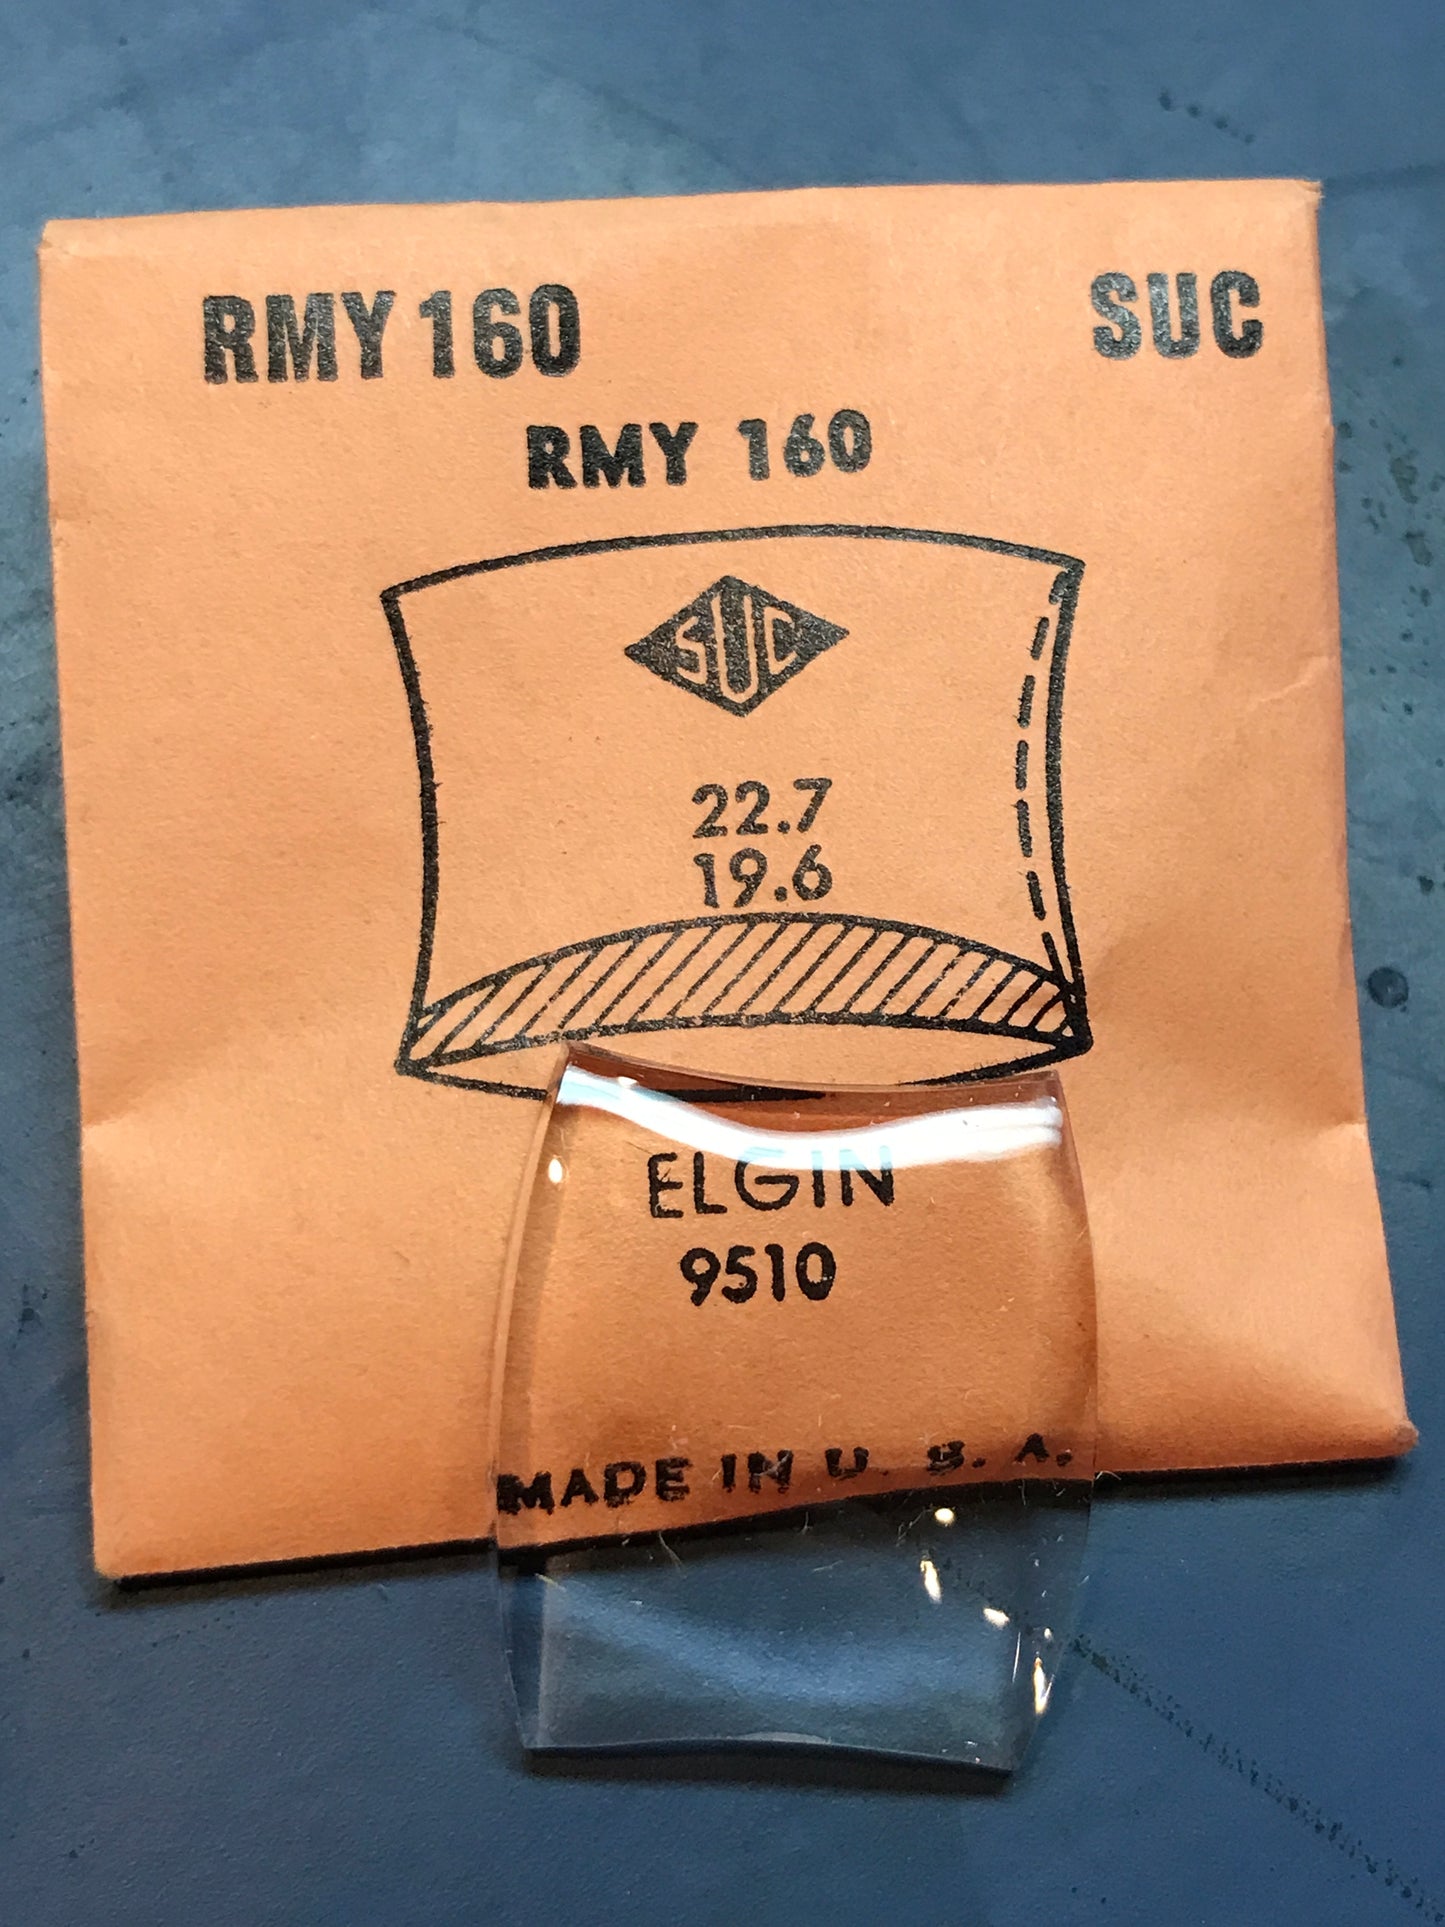 RMY 160 SUC
RMY 160
SUC
22.7
19.6
ELGIN
9510
MADE IN U. S. A.